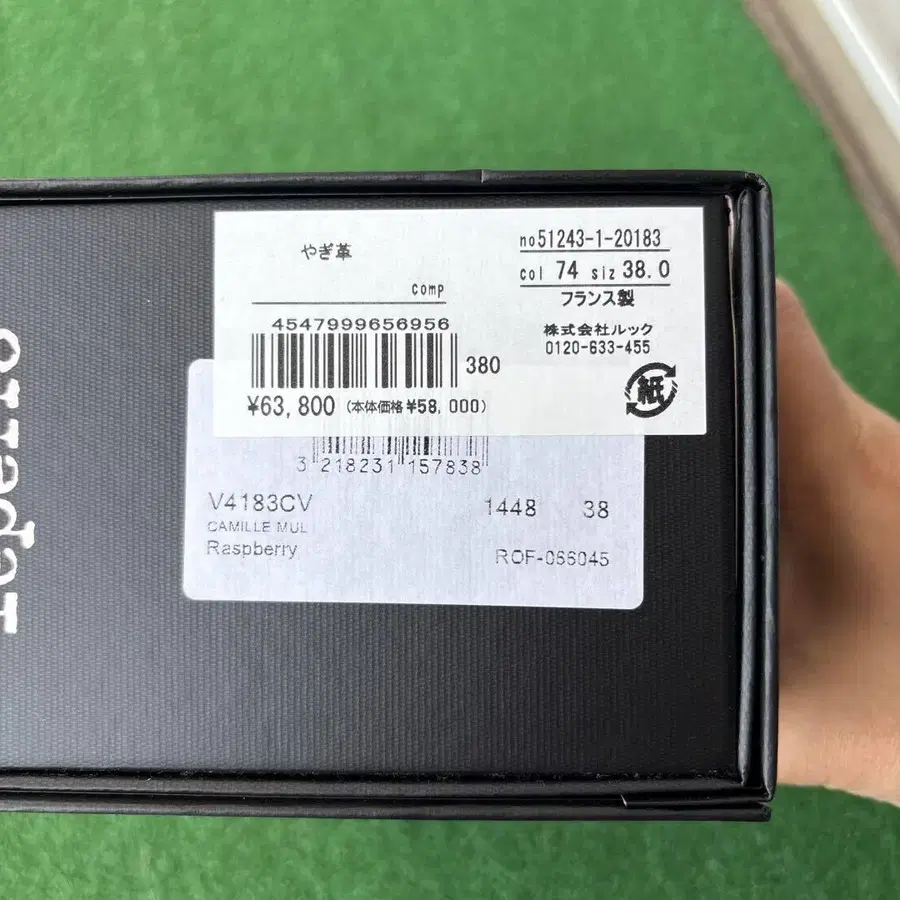 やぎ革
comp
no51243-1-20183
col 74 siz 38.0
フランス製
株式会社ルック
0120-633-455
紙
4547999656956
380
¥63,800 (本体価格¥58,000)
3 218231 157838
V4183CV 1448 38
CAMILLE MUL
Raspberry
ROF-066045